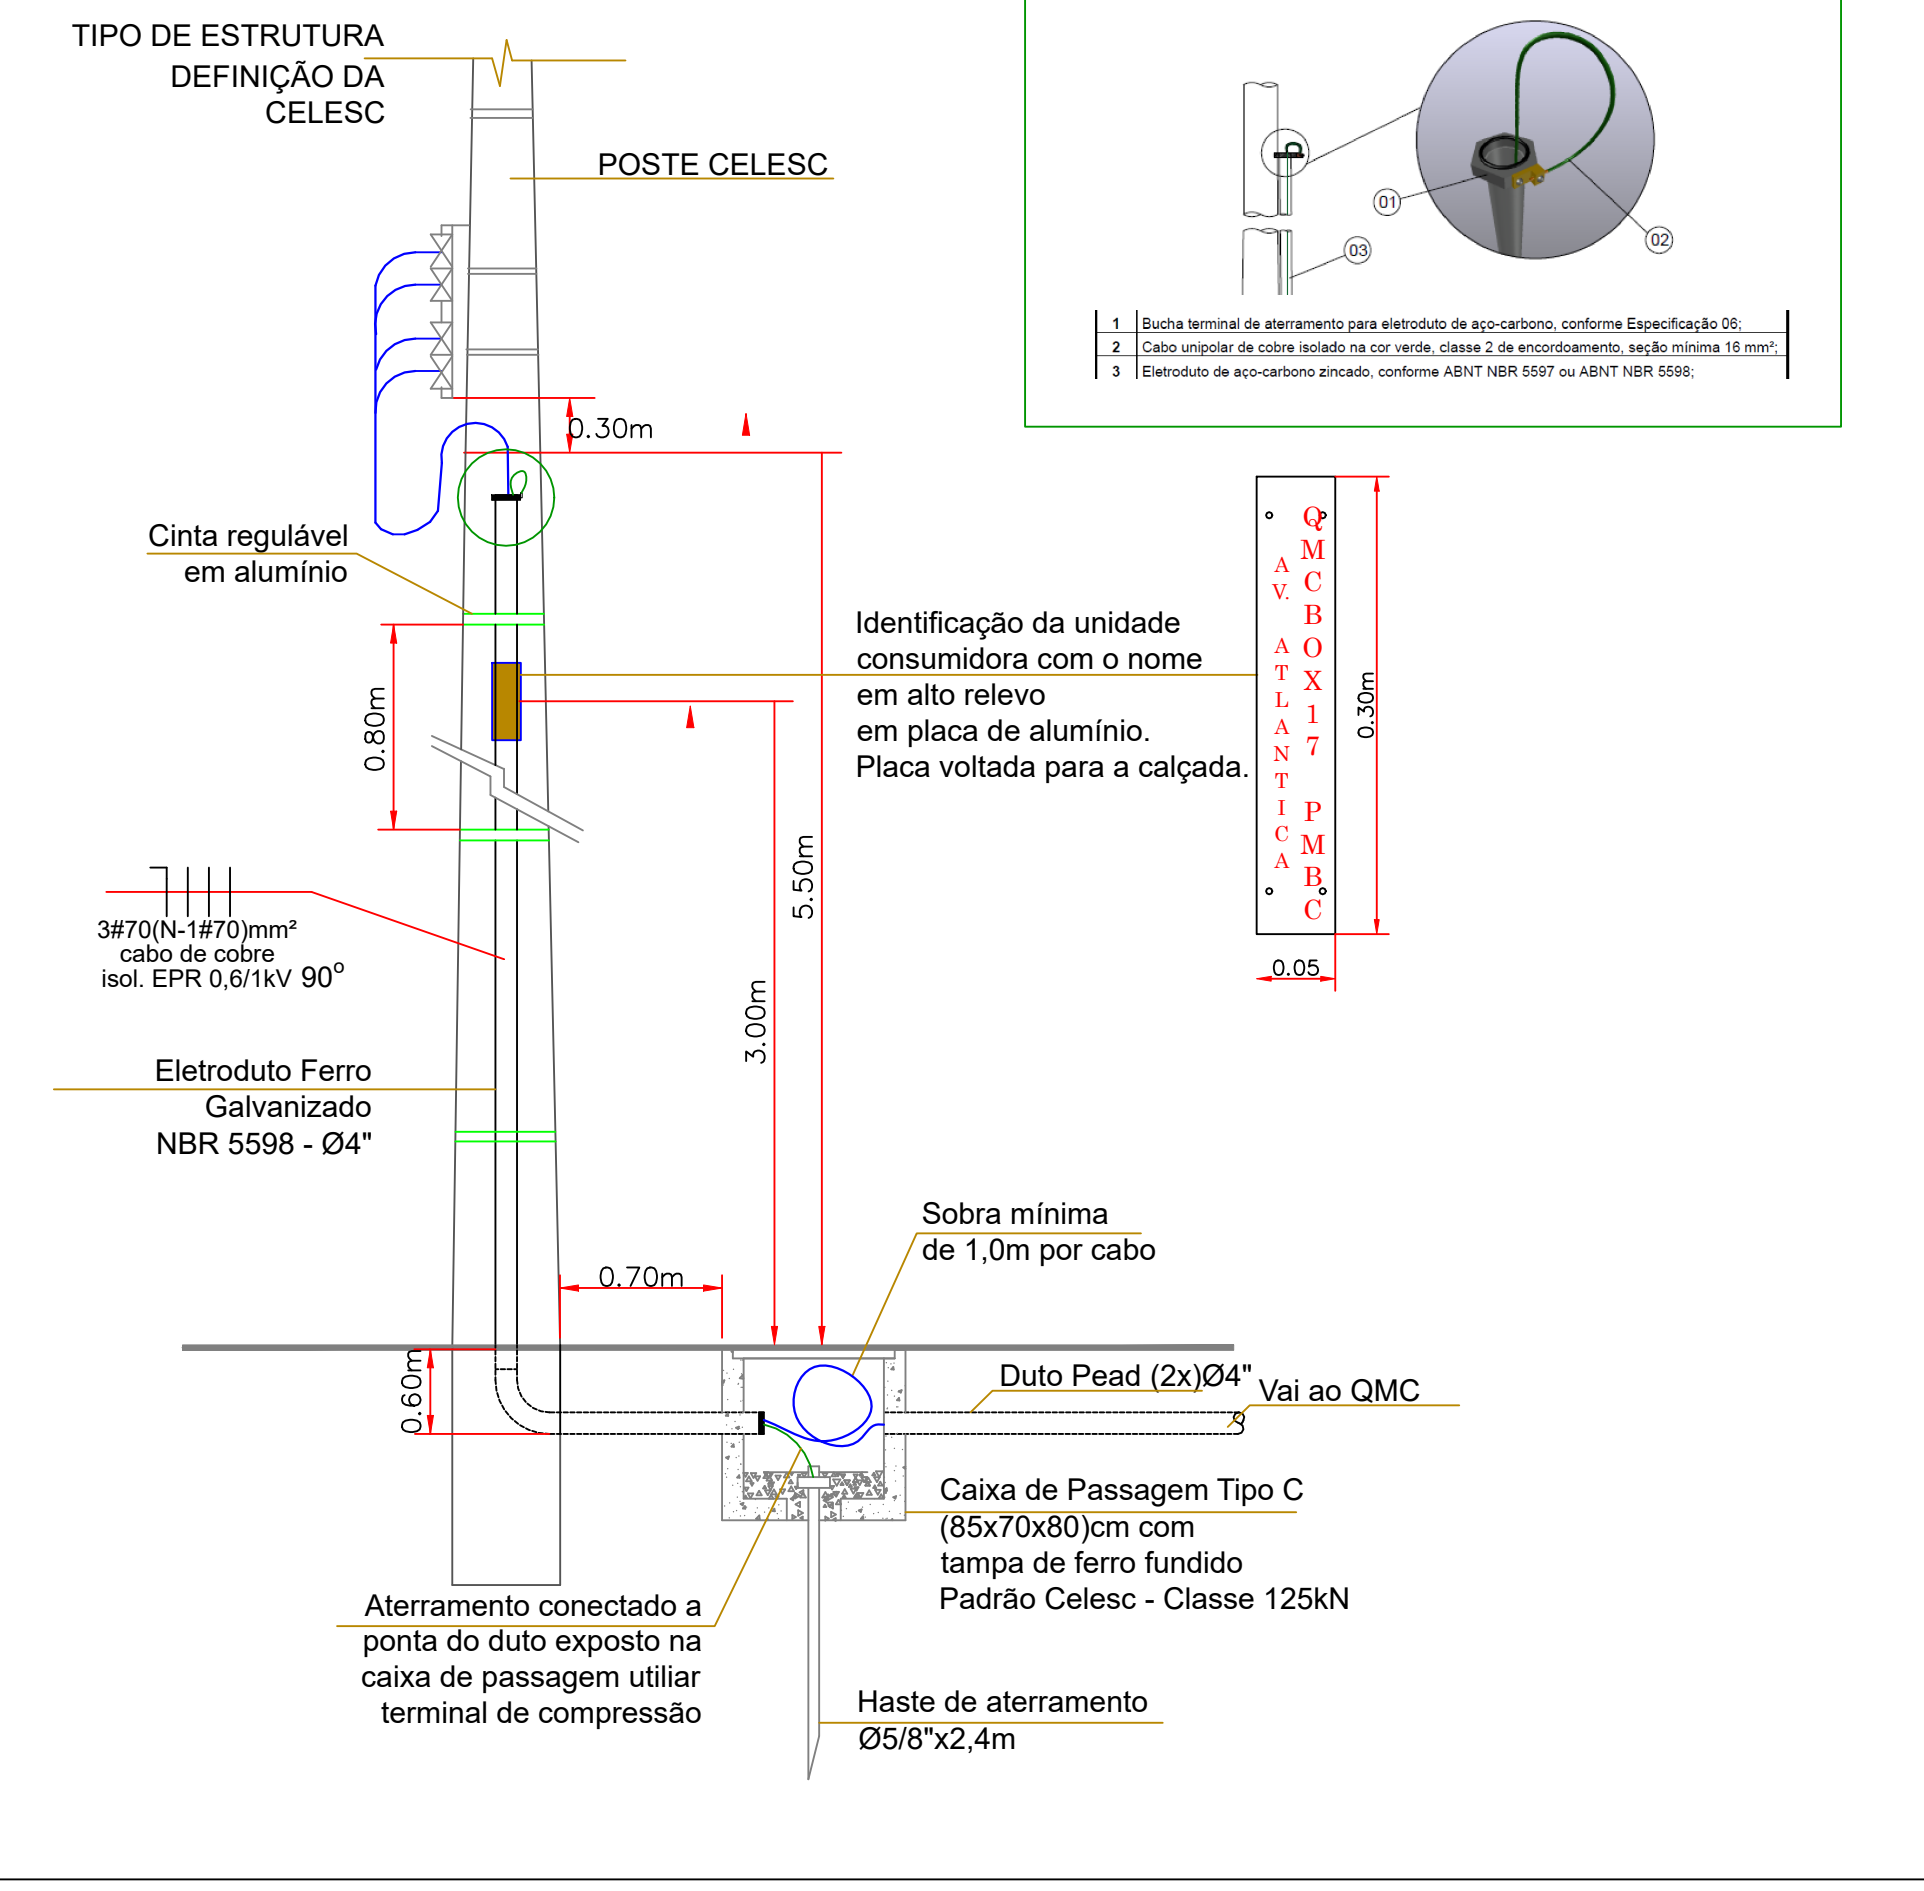 TIPO DE ESTRUTURA
DEFINIÇÃO DA
CELESC
POSTE CELESC
01
02
03
1 Bucha terminal de aterramento para eletroduto de aço-carbono, conforme Especificação 06;
2 Cabo unipolar de cobre isolado na cor verde, classe 2 de encordoamento, seção mínima 16 mm²;
3 Eletroduto de aço-carbono zincado, conforme ABNT NBR 5597 ou ABNT NBR 5598;
0.30m
Cinta regulável
em alumínio
0.80m
Identificação da unidade
consumidora com o nome
em alto relevo
em placa de alumínio.
Placa voltada para a calçada.
QMCBOX17 PMBC
AV. ATLANTICA
0.30m
0.05
5.50m
3.00m
3#70(N-1#70)mm²
cabo de cobre
isol. EPR 0,6/1kV 90°
Eletroduto Ferro
Galvanizado
NBR 5598 - Ø4"
Sobra mínima
de 1,0m por cabo
0.70m
0.60m
Duto Pead (2x)Ø4"
Vai ao QMC
Caixa de Passagem Tipo C
(85x70x80)cm com
tampa de ferro fundido
Padrão Celesc - Classe 125kN
Aterramento conectado a
ponta do duto exposto na
caixa de passagem utiliar
terminal de compressão
Haste de aterramento
Ø5/8"x2,4m